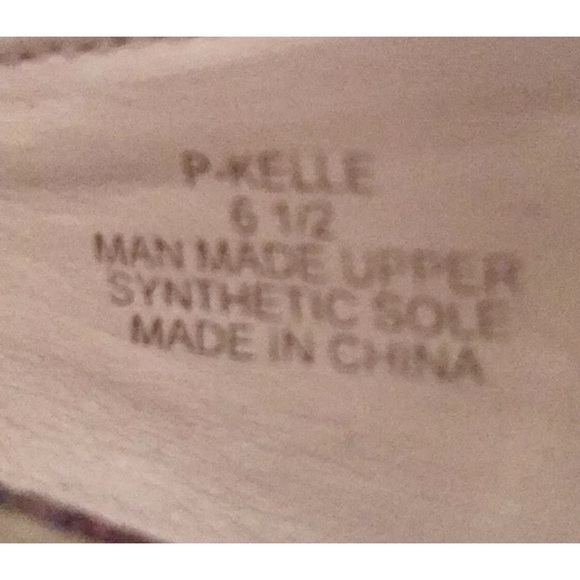 P-KELLE
6 1/2
MAN MADE UPPER
SYNTHETIC SOLE
MADE IN CHINA